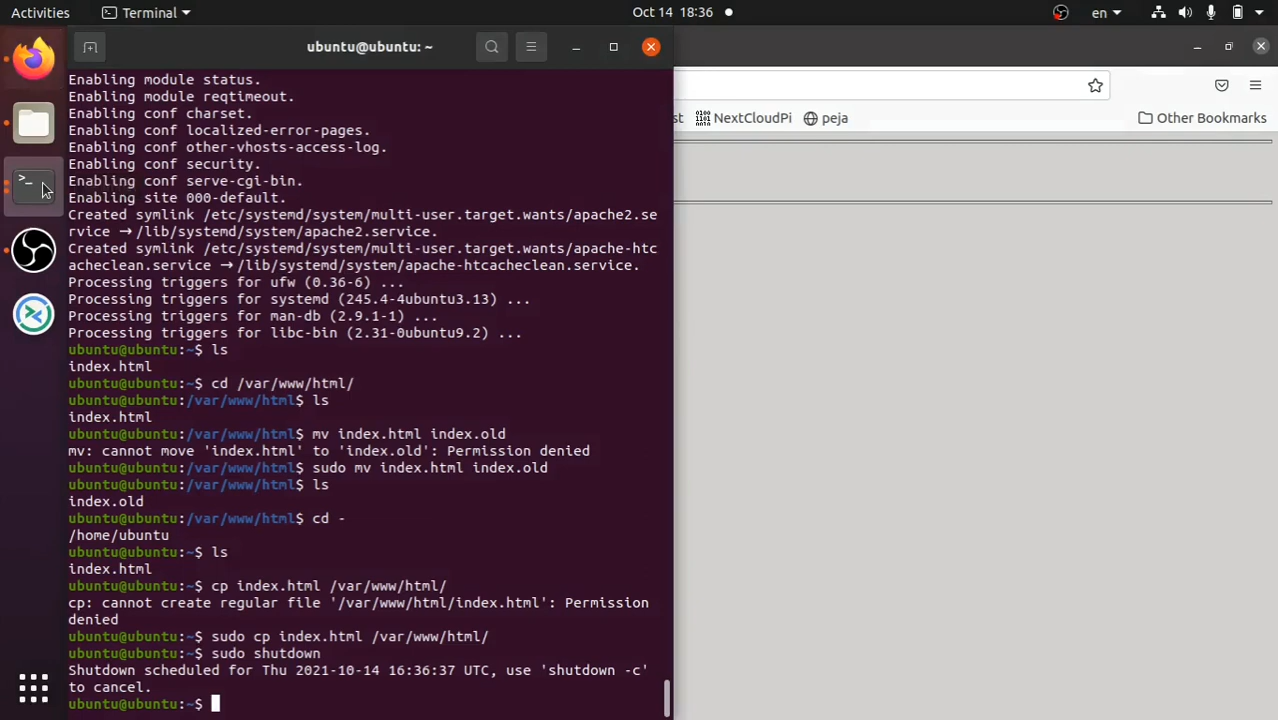 Activities
Terminal
Oct 14 18:36
en
ubuntu@ubuntu: ~
Enabling module status.
Enabling module reqtimeout.
Enabling conf charset.
Enabling conf localized-error-pages.
Enabling conf other-vhosts-access-log.
Enabling conf security.
Enabling conf serve-cgi-bin.
Enabling site 000-default.
Created symlink /etc/systemd/system/multi-user.target.wants/apache2.se
rvice → /lib/systemd/system/apache2.service.
Created symlink /etc/systemd/system/multi-user.target.wants/apache-htc
acheclean.service → /lib/systemd/system/apache-htcacheclean.service.
Processing triggers for ufw (0.36-6) ...
Processing triggers for systemd (245.4-4ubuntu3.13) ...
Processing triggers for man-db (2.9.1-1) ...
Processing triggers for libc-bin (2.31-0ubuntu9.2) ...
ubuntu@ubuntu:~$ ls
index.html
ubuntu@ubuntu:~$ cd /var/www/html/
ubuntu@ubuntu:/var/www/html$ ls
index.html
ubuntu@ubuntu:/var/www/html$ mv index.html index.old
mv: cannot move 'index.html' to 'index.old': Permission denied
ubuntu@ubuntu:/var/www/html$ sudo mv index.html index.old
ubuntu@ubuntu:/var/www/html$ ls
index.old
ubuntu@ubuntu:/var/www/html$ cd -
/home/ubuntu
ubuntu@ubuntu:~$ ls
index.html
ubuntu@ubuntu:~$ cp index.html /var/www/html/
cp: cannot create regular file '/var/www/html/index.html': Permission
denied
ubuntu@ubuntu:~$ sudo cp index.html /var/www/html/
ubuntu@ubuntu:~$ sudo shutdown
Shutdown scheduled for Thu 2021-10-14 16:36:37 UTC, use 'shutdown -c'
to cancel.
ubuntu@ubuntu:~$
st
NextCloudPi
peja
Other Bookmarks